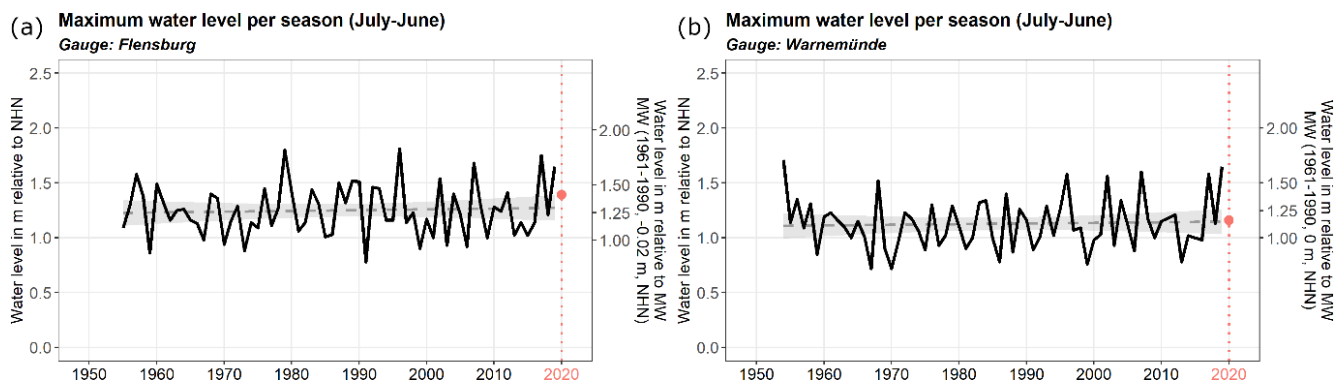 (a) Maximum water level per season (July-June)
Gauge: Flensburg
Water level in m relative to NHN
2.5
2.0
1.5
1.0
0.5
0.0
2.00
1.50
1.25
1.00
Water level in m relative to MW
MW (1961-1990, -0.02 m, NHN)
1950 1960 1970 1980 1990 2000 2010 2020
(b) Maximum water level per season (July-June)
Gauge: Warnemünde
Water level in m relative to NHN
2.5
2.0
1.5
1.0
0.5
0.0
2.00
1.50
1.25
1.00
Water level in m relative to MW
MW (1961-1990, 0 m, NHN)
1950 1960 1970 1980 1990 2000 2010 2020